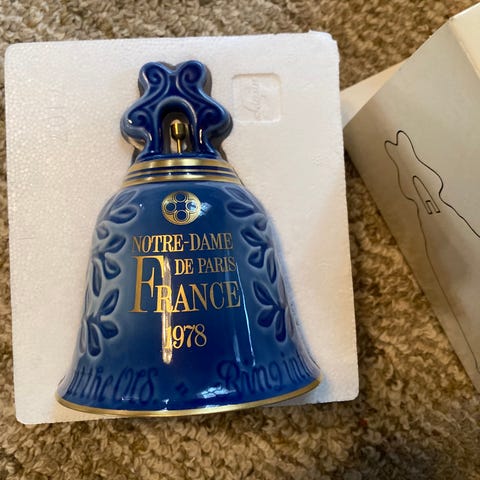 NOTRE-DAME
DE PARIS
FRANCE
1978